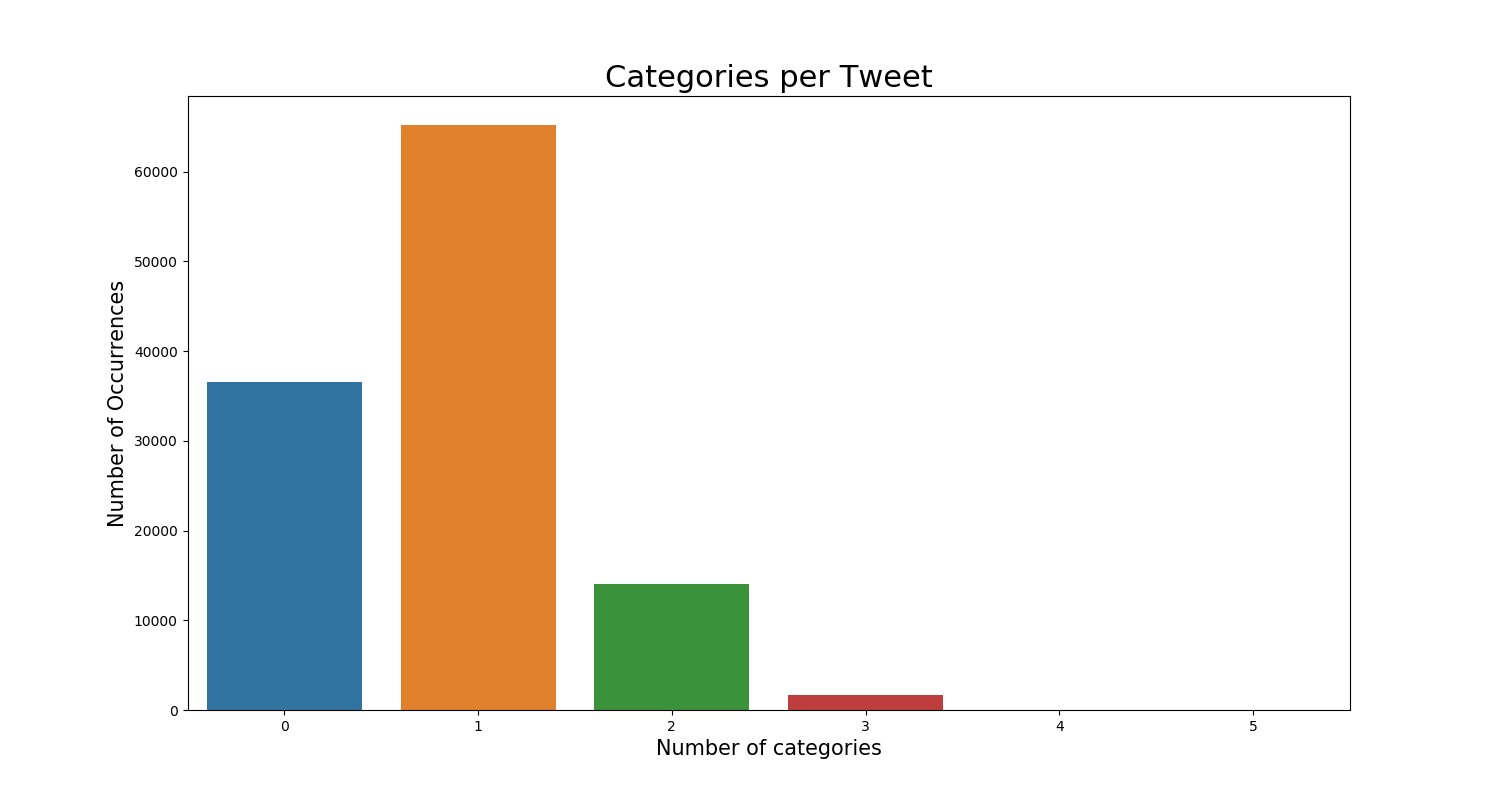 Categories per Tweet
Number of Occurrences
60000
50000
40000
30000
20000
10000
0
0 1 2 3 4 5
Number of categories